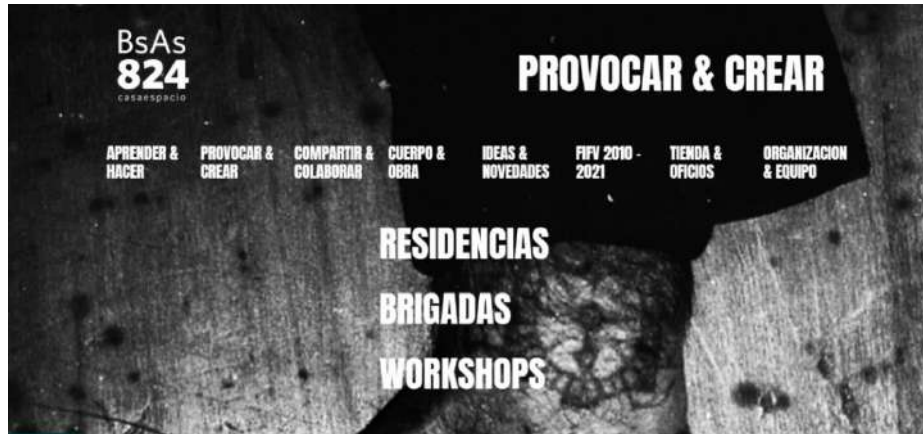 BsAs
824
casaespacio
PROVOCAR & CREAR
APRENDER &
HACER
PROVOCAR &
CREAR
COMPARTIR &
COLABORAR
CUERPO &
OBRA
IDEAS &
NOVEDADES
FIFV 2010 -
2021
TIENDA &
OFICIOS
ORGANIZACION
& EQUIPO
RESIDENCIAS
BRIGADAS
WORKSHOPS